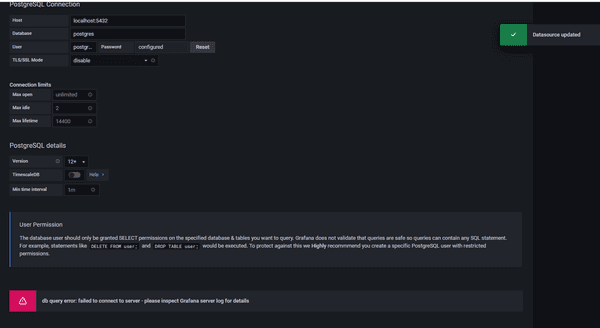 PostgreSQL Connection
Host localhost:5432
Datasource updated
Database postgres
User postgr... Password configured Reset
TLS/SSL Mode disable
Connection limits
Max open unlimited
Max idle 2
Max lifetime 14400
PostgreSQL details
Version 12+
TimescaleDB Help
Min time interval 1m
User Permission
The database user should only be granted SELECT permissions on the specified database & tables you want to query. Grafana does not validate that queries are safe so queries can contain any SQL statement.
For example, statements like DELETE FROM user; and DROP TABLE user; would be executed. To protect against this we Highly recommmend you create a specific PostgreSQL user with restricted
permissions.
db query error: failed to connect to server - please inspect Grafana server log for details